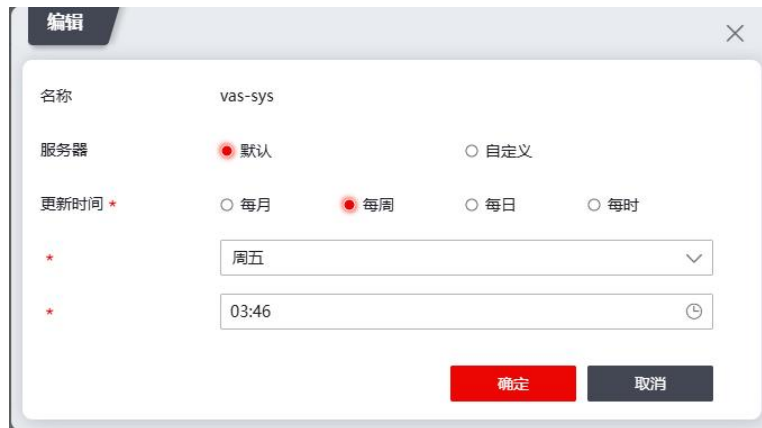 编辑
名称 vas-sys
服务器 默认 自定义
更新时间 * 每月 每周 每日 每时
* 周五
* 03:46
确定 取消